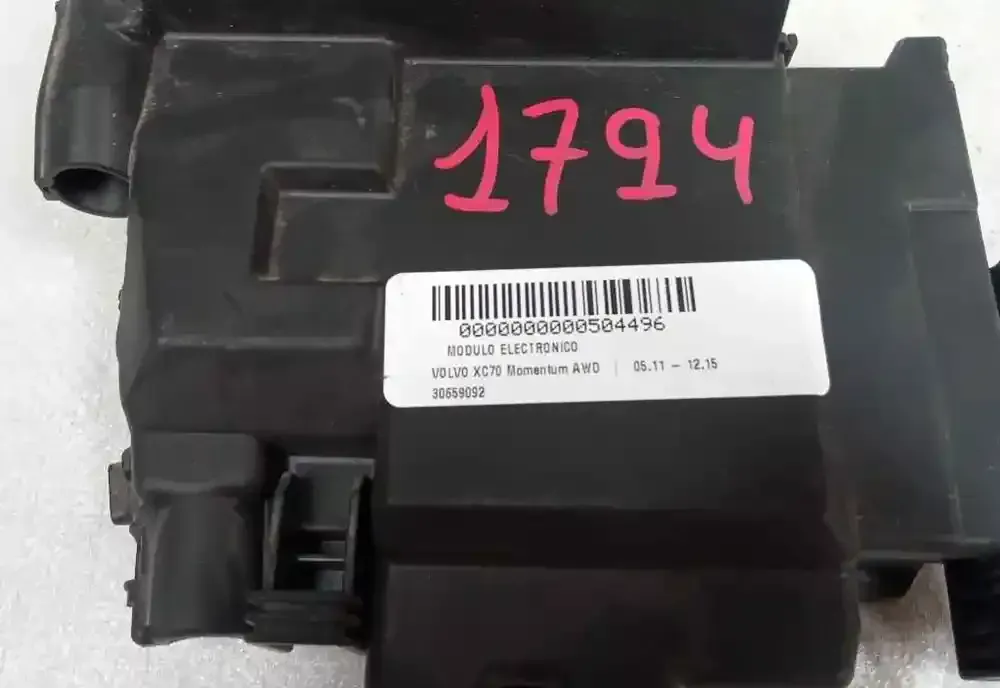 1794
0000000000504496
MODULO ELECTRONICO
VOLVO XC70 Momentum AWD | 05.11 - 12.15
30659092